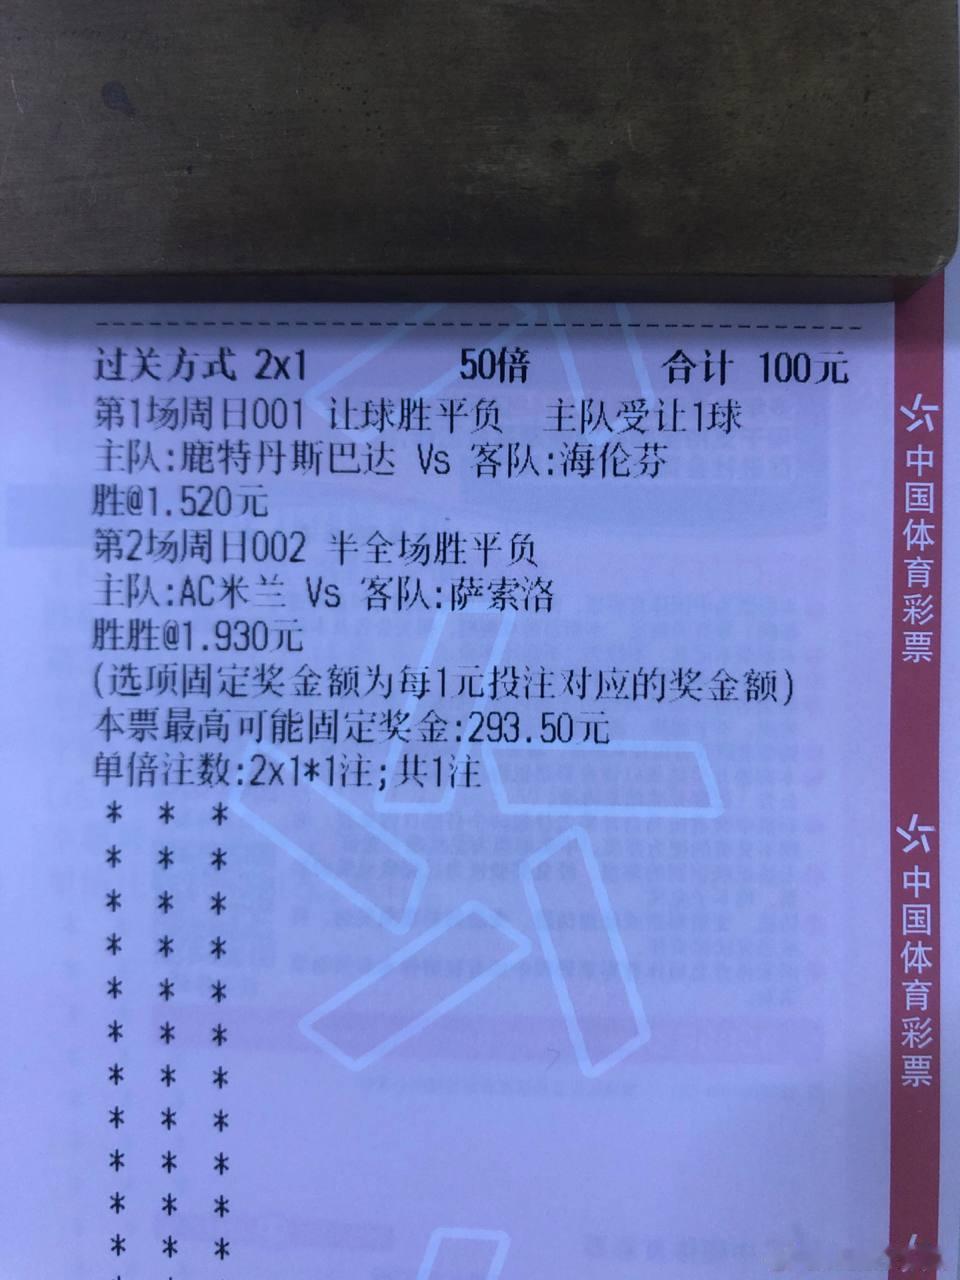 过关方式 2x1 50倍 合计 100元
第1场周日001 让球胜平负 主队受让1球
主队:鹿特丹斯巴达 Vs 客队:海伦芬
胜@1.520元
第2场周日002 半全场胜平负
主队:AC米兰 Vs 客队:萨索洛
胜胜@1.930元
(选项固定奖金额为每1元投注对应的奖金额)
本票最高可能固定奖金:293.50元
单倍注数:2x1*1注;共1注
* * *
* * *
* * *
* * *
* * *
* * *
* * *
* * *
* * *
* * *
* * *
中国体育彩票
中国体育彩票